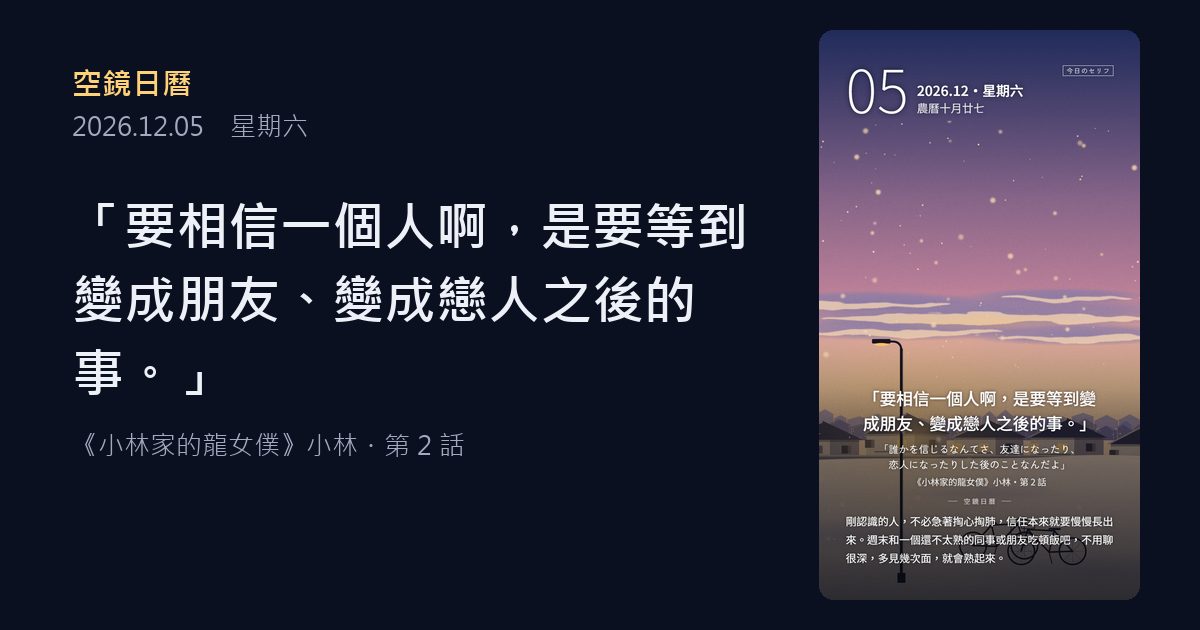 空鏡日曆
2026.12.05 星期六
「要相信一個人啊，是要等到
變成朋友、變成戀人之後的
事。」
《小林家的龍女僕》小林・第 2 話
05
2026.12・星期六
農曆十月廿七
今日のセリフ
「要相信一個人啊，是要等到變
成朋友、變成戀人之後的事。」
「誰かを信じるなんてさ、友達になったり、
恋人になったりした後のことなんだよ」
《小林家的龍女僕》小林・第 2 話
— 空鏡日曆 —
剛認識的人，不必急著掏心掏肺，信任本來就要慢慢長出
來。週末和一個還不太熟的同事或朋友吃頓飯吧，不用聊
很深，多見幾次面，就會熟起來。